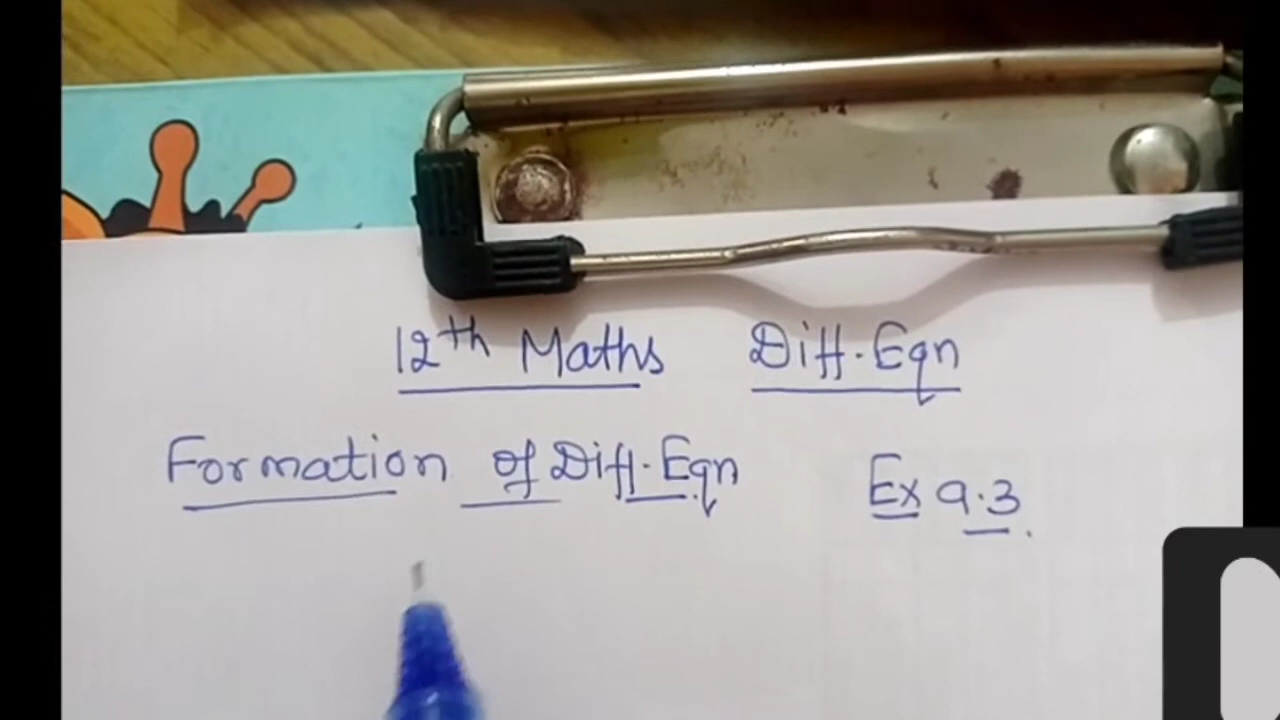 12th Maths Diff. Eqn
Formation of Diff. Eqn Ex 9.3.